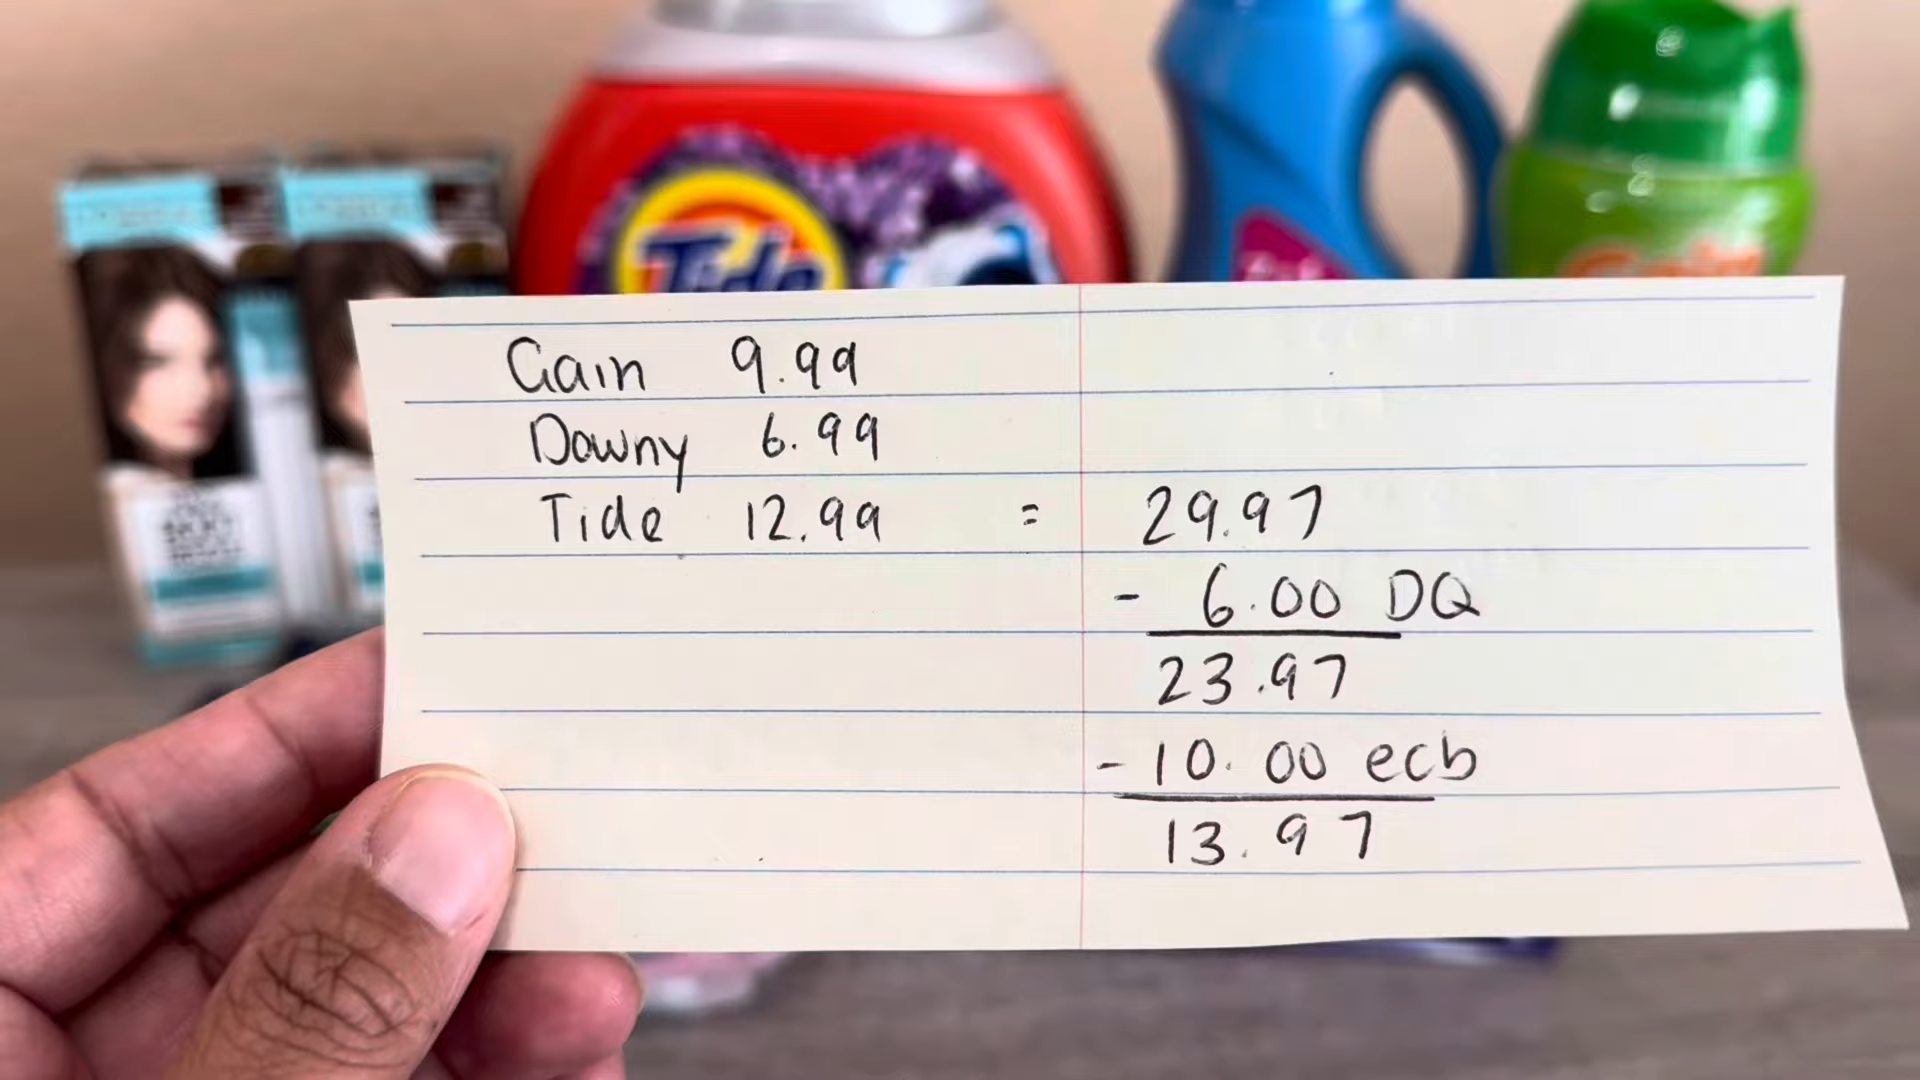 Tide
Gain 9.99
Downy 6.99
Tide 12.99 = 29.97
- 6.00 DQ
23.97
- 10.00 ecb
13.97